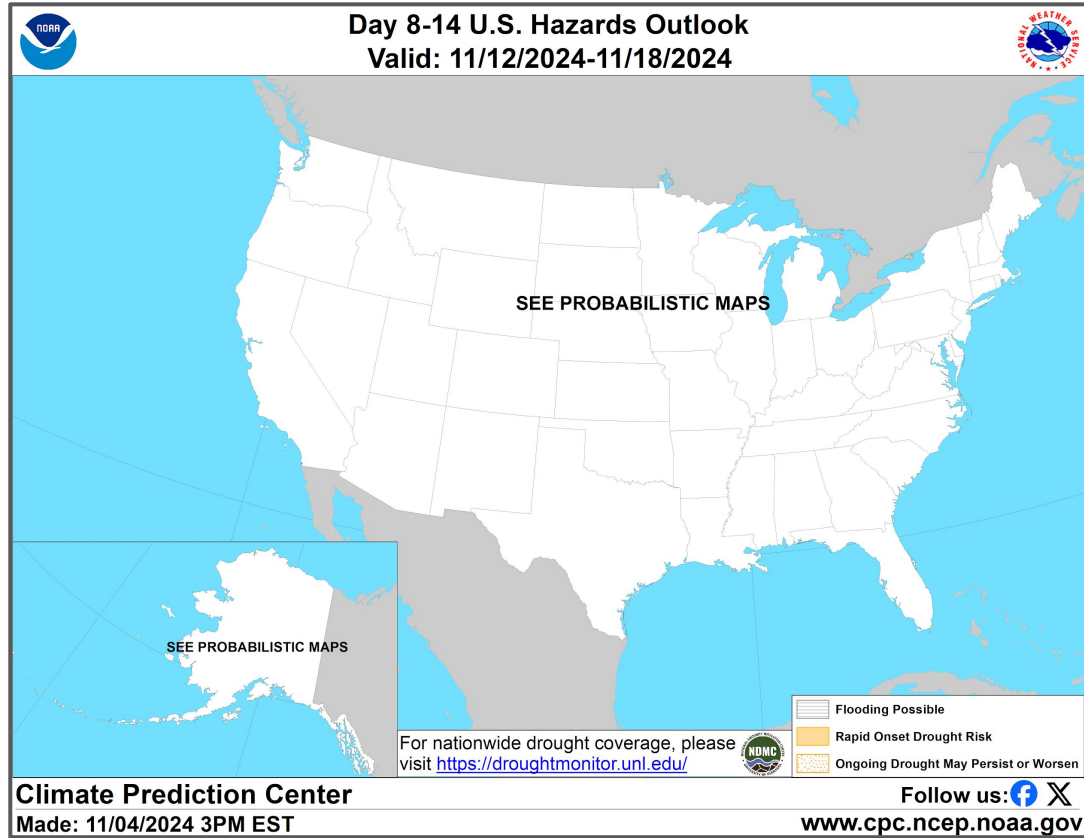 NOAA
Day 8-14 U.S. Hazards Outlook
Valid: 11/12/2024-11/18/2024
NATIONAL WEATHER SERVICE
SEE PROBABILISTIC MAPS
SEE PROBABILISTIC MAPS
For nationwide drought coverage, please
visit https://droughtmonitor.unl.edu/
NDMC
Flooding Possible
Rapid Onset Drought Risk
Ongoing Drought May Persist or Worsen
Climate Prediction Center
Made: 11/04/2024 3PM EST
Follow us:
www.cpc.ncep.noaa.gov